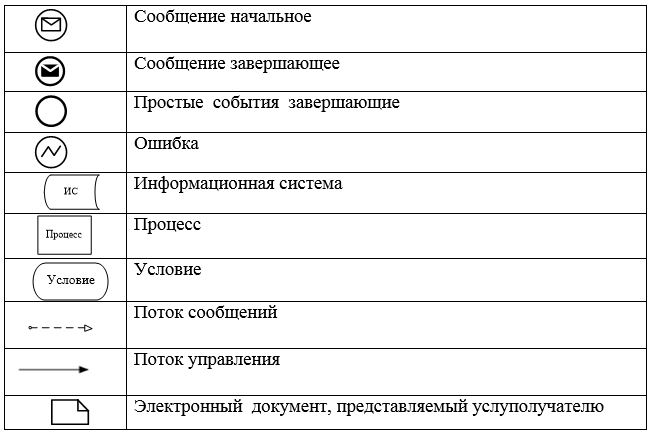 Сообщение начальное
Сообщение завершающее
Простые события завершающие
Ошибка
ИС
Информационная система
Процесс
Процесс
Условие
Условие
Поток сообщений
Поток управления
Электронный документ, представляемый услуполучателю